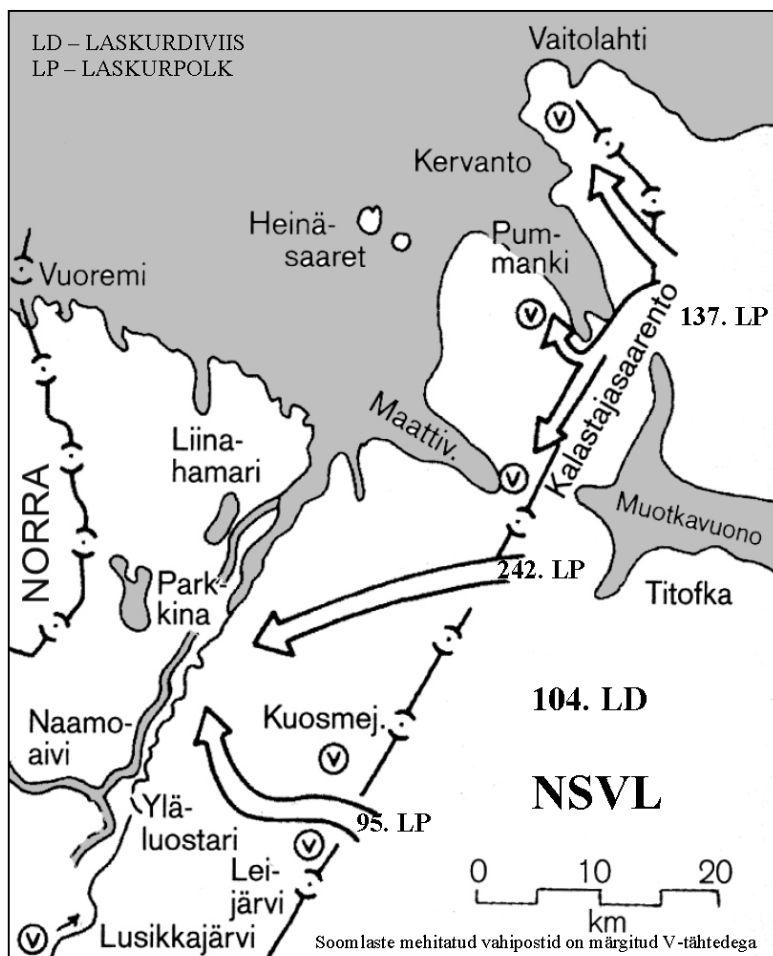 LD – LASKURDIVIIS
LP – LASKURPOLK
Vaitolahti
V
Kervanto
Heinä-
saaret
Pum-
manki
V
Vuoremi
137. LP
Kalastajasaarento
Maattiv.
V
Liina-
hamari
NORRA
Muotkavuono
Park-
kina
242. LP
Titofka
104. LD
Naamo-
aivi
Kuosmej.
V
NSVL
Ylä-
luostari
95. LP
V
Lei-
järvi
0 10 20
km
V
Lusikkajärvi
Soomlaste mehitatud vahipostid on märgitud V-tähtedega